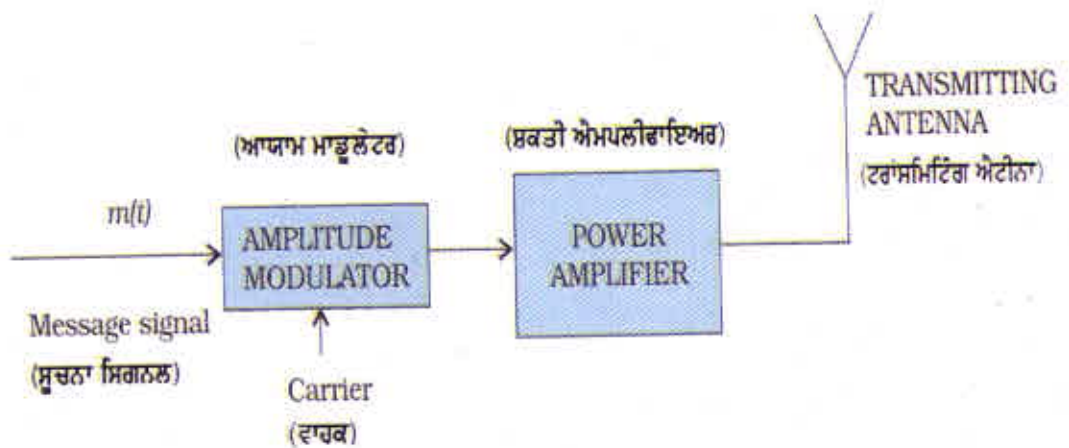 m(t)
Message signal
(ਸੂਚਨਾ ਸਿਗਨਲ)
(ਆਯਾਮ ਮਾਡੂਲੇਟਰ)
AMPLITUDE
MODULATOR
Carrier
(ਵਾਹਕ)
(ਸ਼ਕਤੀ ਐਮਪਲੀਫਾਇਅਰ)
POWER
AMPLIFIER
TRANSMITTING
ANTENNA
(ਟਰਾਂਸਮਿਟਿੰਗ ਐਟੀਨਾ)